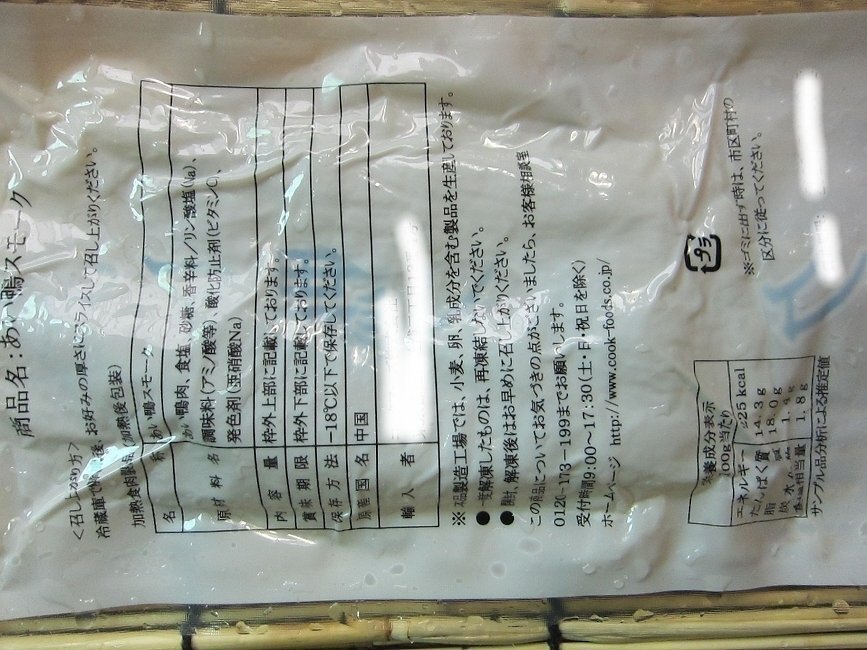 商品名：あい鴨スモーク
＜召し上がり方＞
冷蔵庫で解凍後、お好みの厚さにスライスして召し上がりください。
加熱食肉製品(加熱後包装)
名 称 あい鴨スモーク
原材料名 あい鴨肉、食塩、砂糖、香辛料/リン酸塩(Na)、
調味料(アミノ酸等)、酸化防止剤(ビタミンC)、
発色剤(亜硝酸Na)
内容量 枠外上部に記載しております。
賞味期限 枠外下部に記載しております。
保存方法 −18℃以下で保存してください。
原産国名 中国
輸入者
※本品製造工場では、小麦、卵、乳成分を含む製品を生産しております。
●一度解凍したものは、再凍結しないでください。
●開封、解凍後はお早めに召し上がりください。
この商品についてお気づきの点がございましたら、お客様相談室
0120-173-199までお願いします。
受付時間9:00〜17:30(土・日・祝日を除く)
ホームページ http://www.cook-foods.co.jp/
栄養成分表示
100g当たり
エネルギー 225 kcal
たんぱく質 14.3g
脂質 18.0g
炭水化物 1.4g
食塩相当量 1.8g
サンプル品分析による推定値
プラ
※ゴミに出す時は、市区町村の
区分に従ってください。